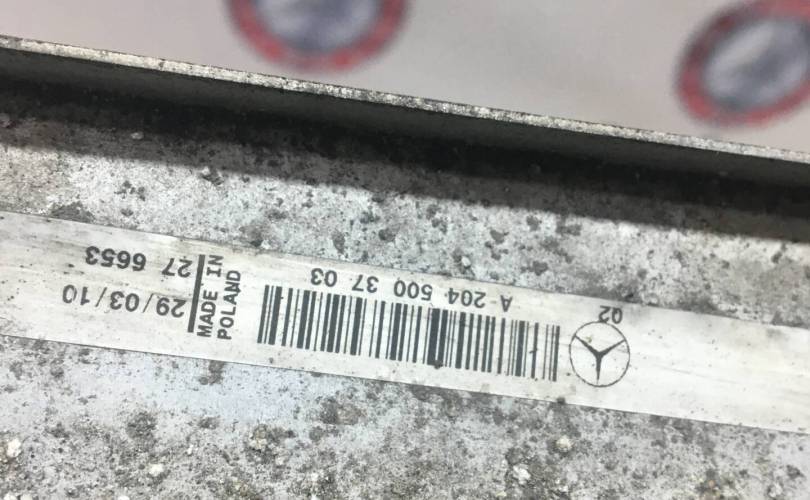 02
A 204 500 37 03
MADE IN
POLAND
29/03/10
27 6653